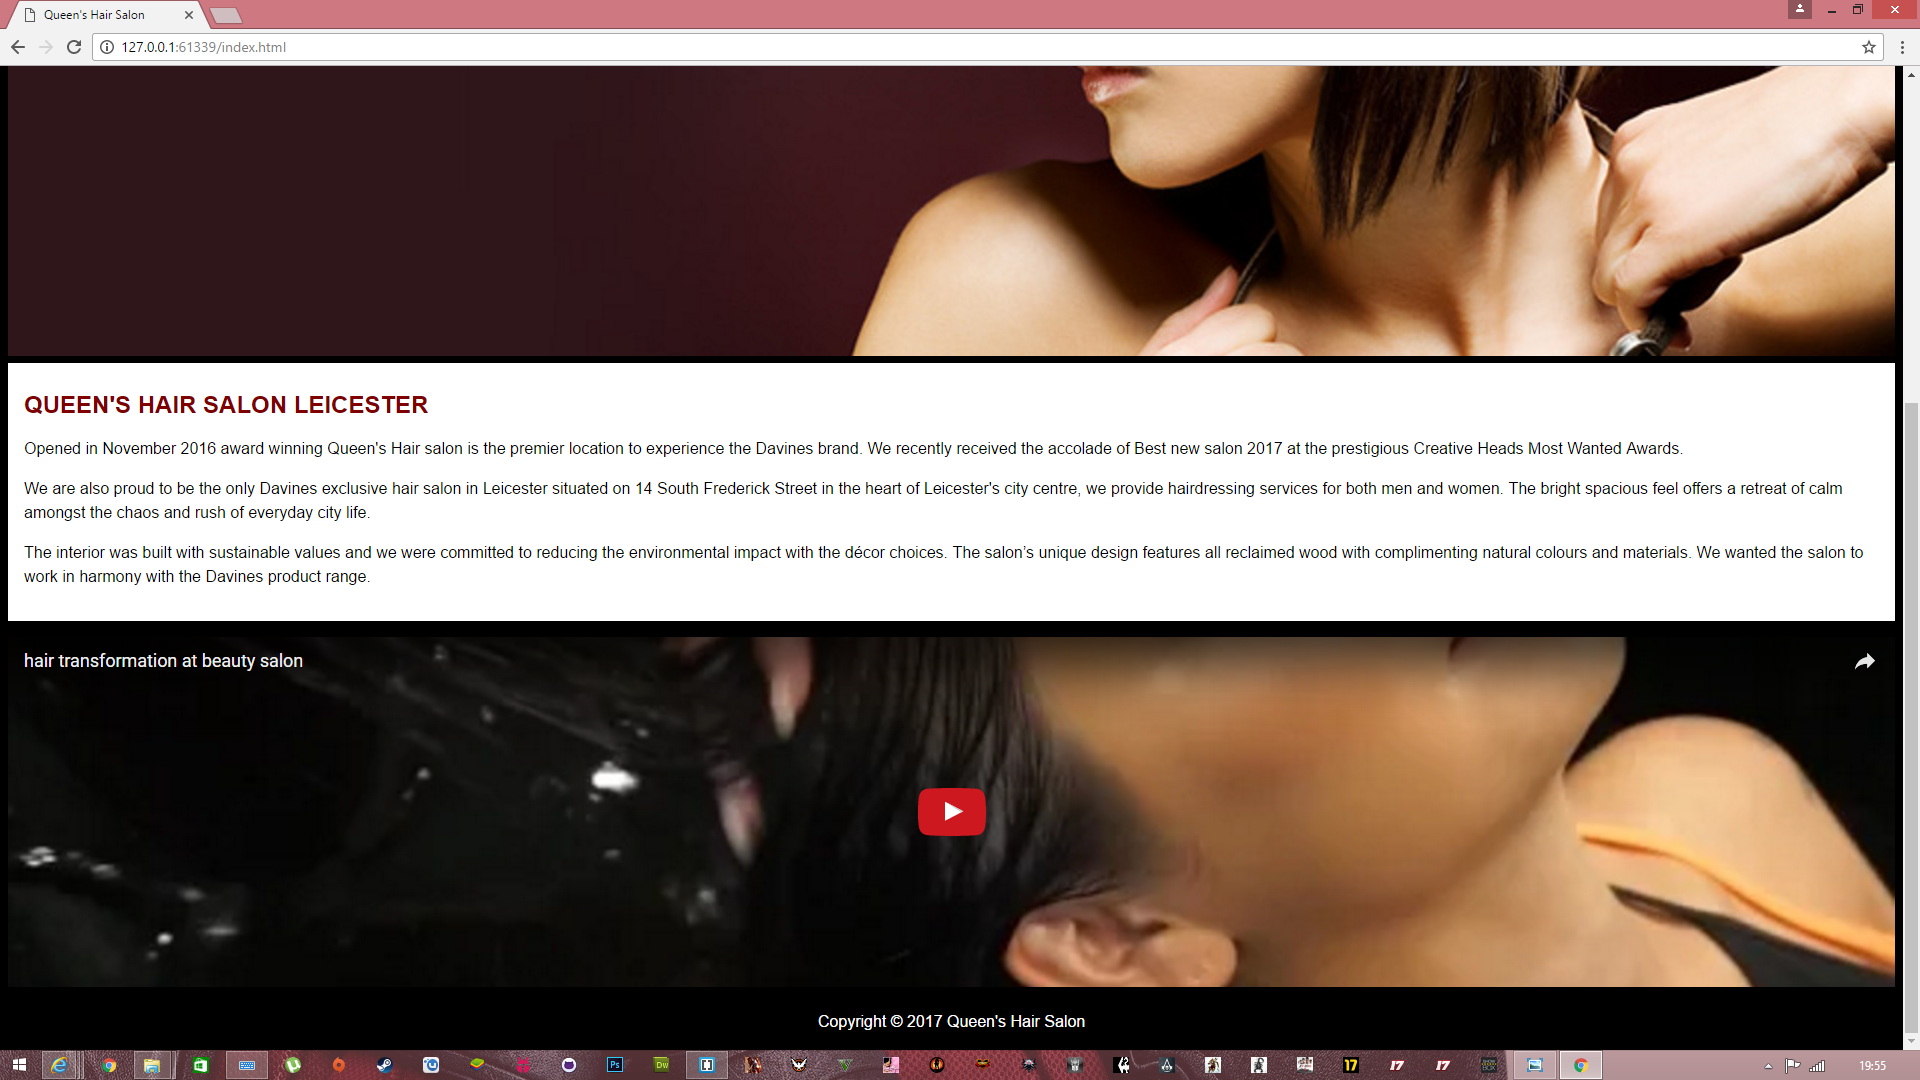 Queen's Hair Salon
127.0.0.1:61339/index.html
QUEEN'S HAIR SALON LEICESTER
Opened in November 2016 award winning Queen's Hair salon is the premier location to experience the Davines brand. We recently received the accolade of Best new salon 2017 at the prestigious Creative Heads Most Wanted Awards.
We are also proud to be the only Davines exclusive hair salon in Leicester situated on 14 South Frederick Street in the heart of Leicester's city centre, we provide hairdressing services for both men and women. The bright spacious feel offers a retreat of calm
amongst the chaos and rush of everyday city life.
The interior was built with sustainable values and we were committed to reducing the environmental impact with the décor choices. The salon’s unique design features all reclaimed wood with complimenting natural colours and materials. We wanted the salon to
work in harmony with the Davines product range.
hair transformation at beauty salon
Copyright © 2017 Queen's Hair Salon
Ps Dw 17 17 17 19:55